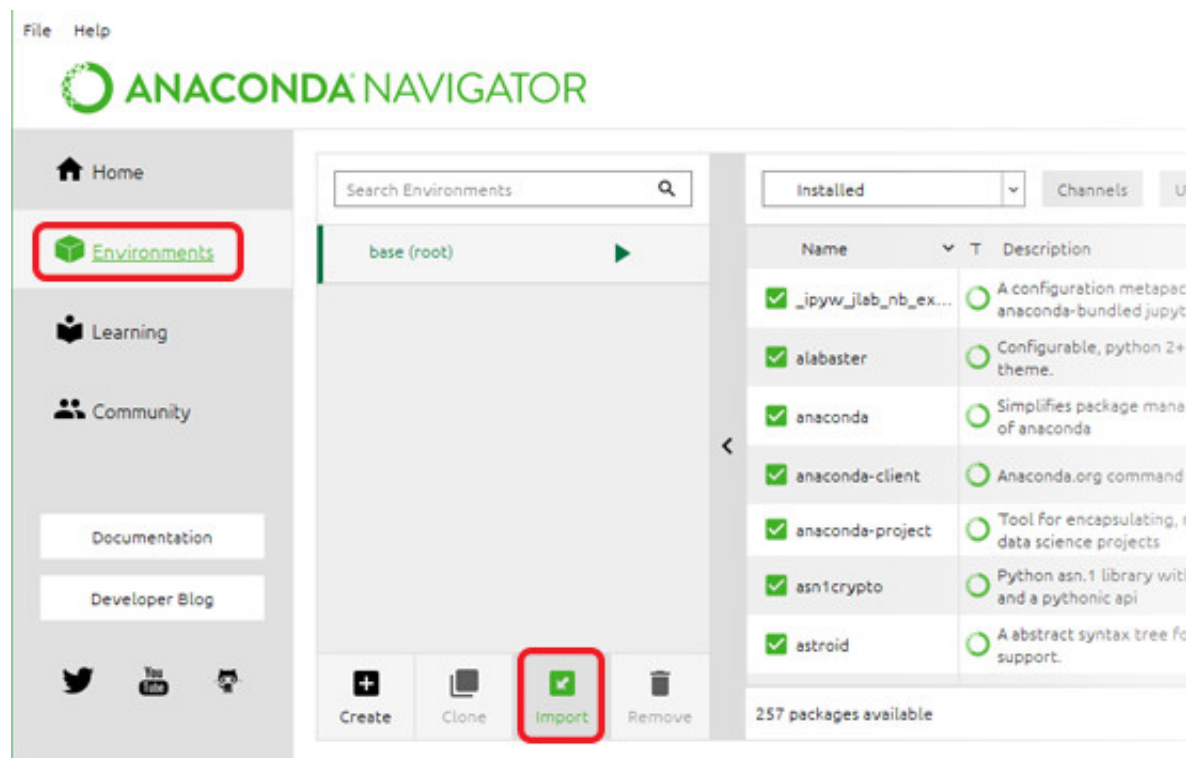 File Help
ANACONDA NAVIGATOR
Home
Environments
Learning
Community
Documentation
Developer Blog
You
Tube
Search Environments
base (root)
Create Clone Import Remove
Installed Channels U
Name T Description
_ipyw_jlab_nb_ex... A configuration metapac
anaconda-bundled jupyt
alabaster Configurable, python 2+
theme.
anaconda Simplifies package mana
of anaconda
anaconda-client Anaconda.org command
anaconda-project Tool for encapsulating,
data science projects
asn1crypto Python asn.1 library wit
and a pythonic api
astroid A abstract syntax tree fo
support.
257 packages available